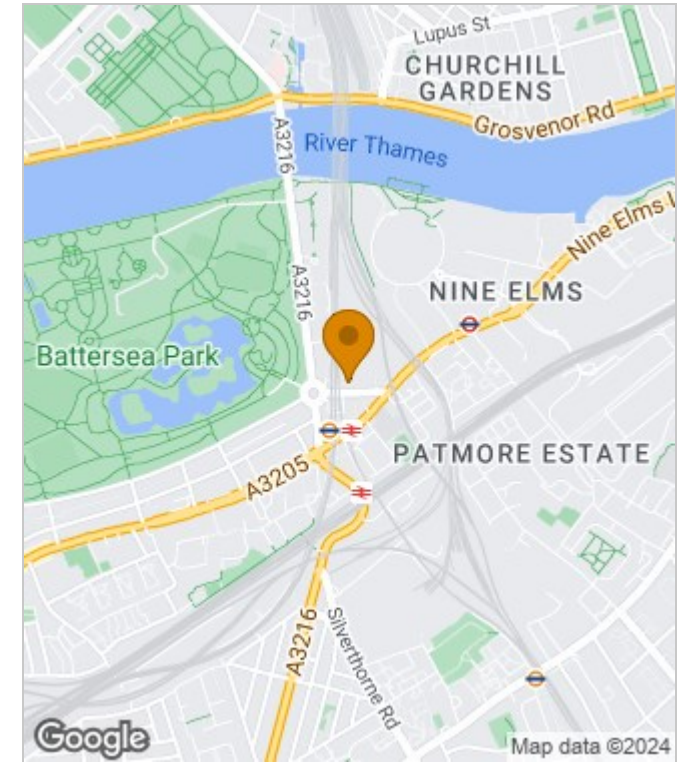 Lupus St
CHURCHILL
GARDENS
Grosvenor Rd
A3216
River Thames
Nine Elms L
A3216
NINE ELMS
Battersea Park
PATMORE ESTATE
A3205
A3216
Silverthorne Rd
Google
Map data ©2024